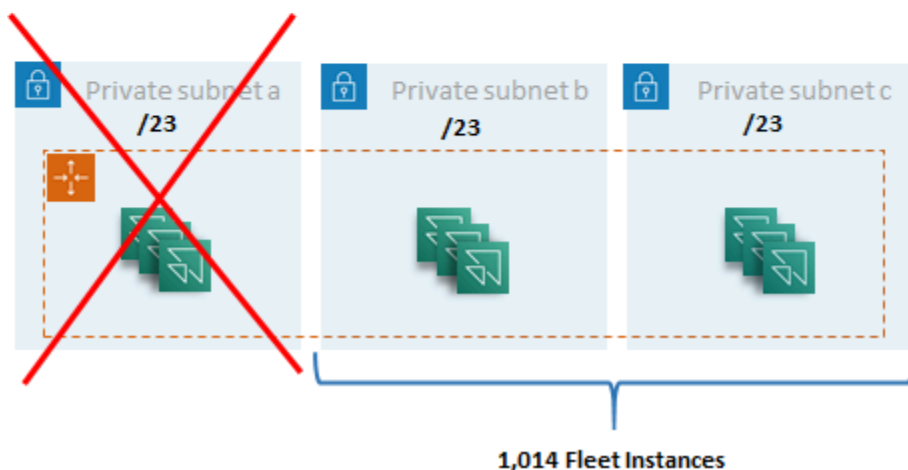 Private subnet a
/23
Private subnet b
/23
Private subnet c
/23
1,014 Fleet Instances